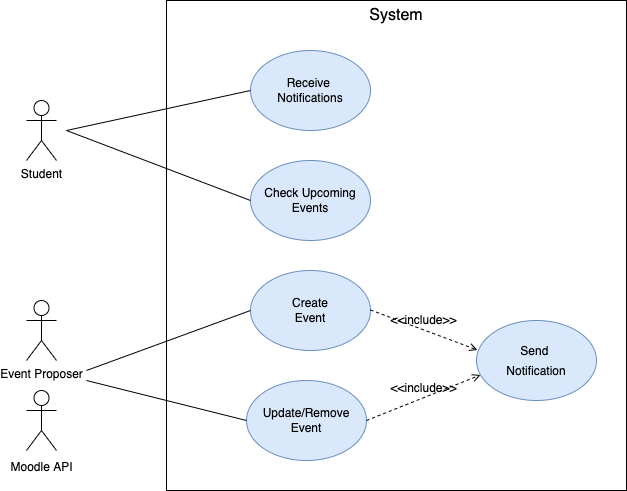 System
Receive
Notifications
Student
Check Upcoming
Events
Create
Event
<<include>>
Send
Notification
Event Proposer
<<include>>
Update/Remove
Event
Moodle API